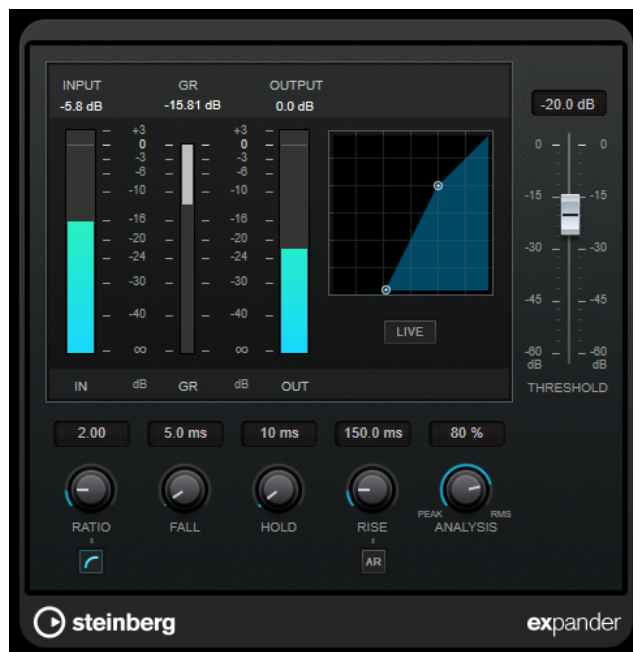 INPUT GR OUTPUT
-5.8 dB -15.81 dB 0.0 dB -20.0 dB
+3 +3
0 0 0 0
-3 -3
-6 -6
-10 -10 -15 -15
-16 -16
-20 -20
-24 -24 -30 -30
-30 -30
-45 -45
-40 -40
LIVE
∞ ∞ -60 -60
dB dB
IN dB GR dB OUT THRESHOLD
2.00 5.0 ms 10 ms 150.0 ms 80 %
PEAK RMS
RATIO FALL HOLD RISE ANALYSIS
AR
steinberg expander